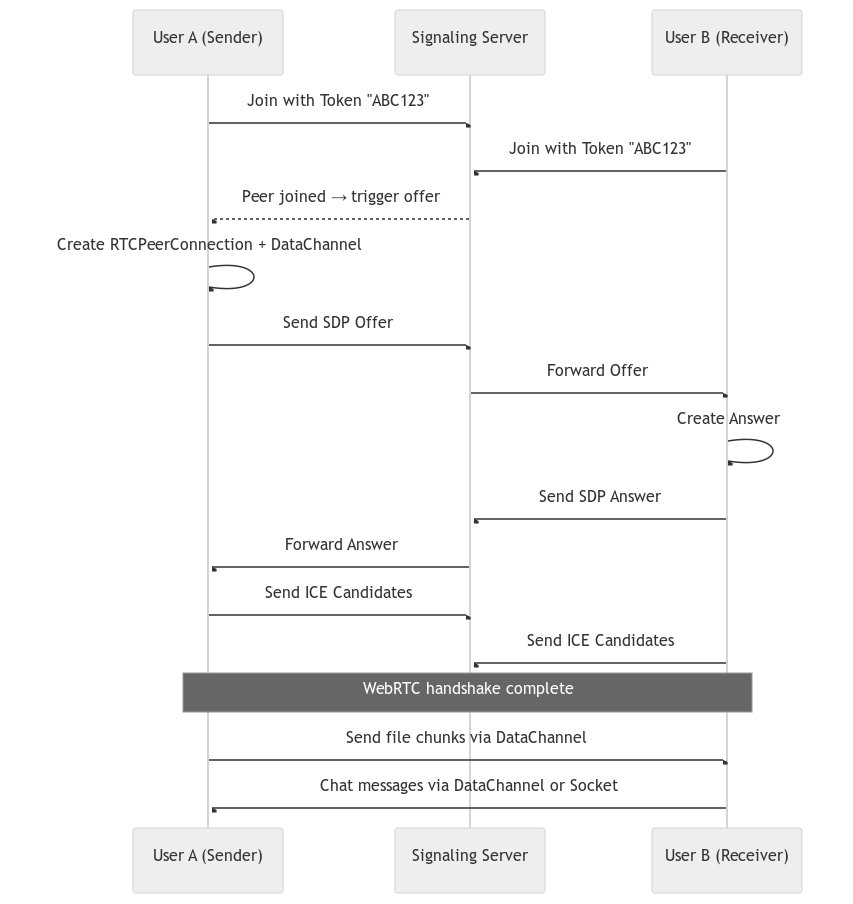 User A (Sender)
Signaling Server
User B (Receiver)
Join with Token "ABC123"
Join with Token "ABC123"
Peer joined → trigger offer
Create RTCPeerConnection + DataChannel
Send SDP Offer
Forward Offer
Create Answer
Send SDP Answer
Forward Answer
Send ICE Candidates
Send ICE Candidates
WebRTC handshake complete
Send file chunks via DataChannel
Chat messages via DataChannel or Socket
User A (Sender)
Signaling Server
User B (Receiver)